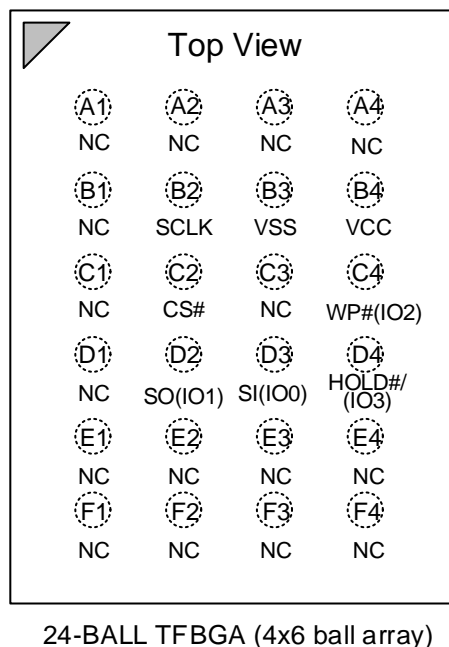 Top View
A1 A2 A3 A4
NC NC NC NC
B1 B2 B3 B4
NC SCLK VSS VCC
C1 C2 C3 C4
NC CS# NC WP#(IO2)
D1 D2 D3 D4
NC SO(IO1) SI(IO0) HOLD#/
(IO3)
E1 E2 E3 E4
NC NC NC NC
F1 F2 F3 F4
NC NC NC NC
24-BALL TFBGA (4x6 ball array)